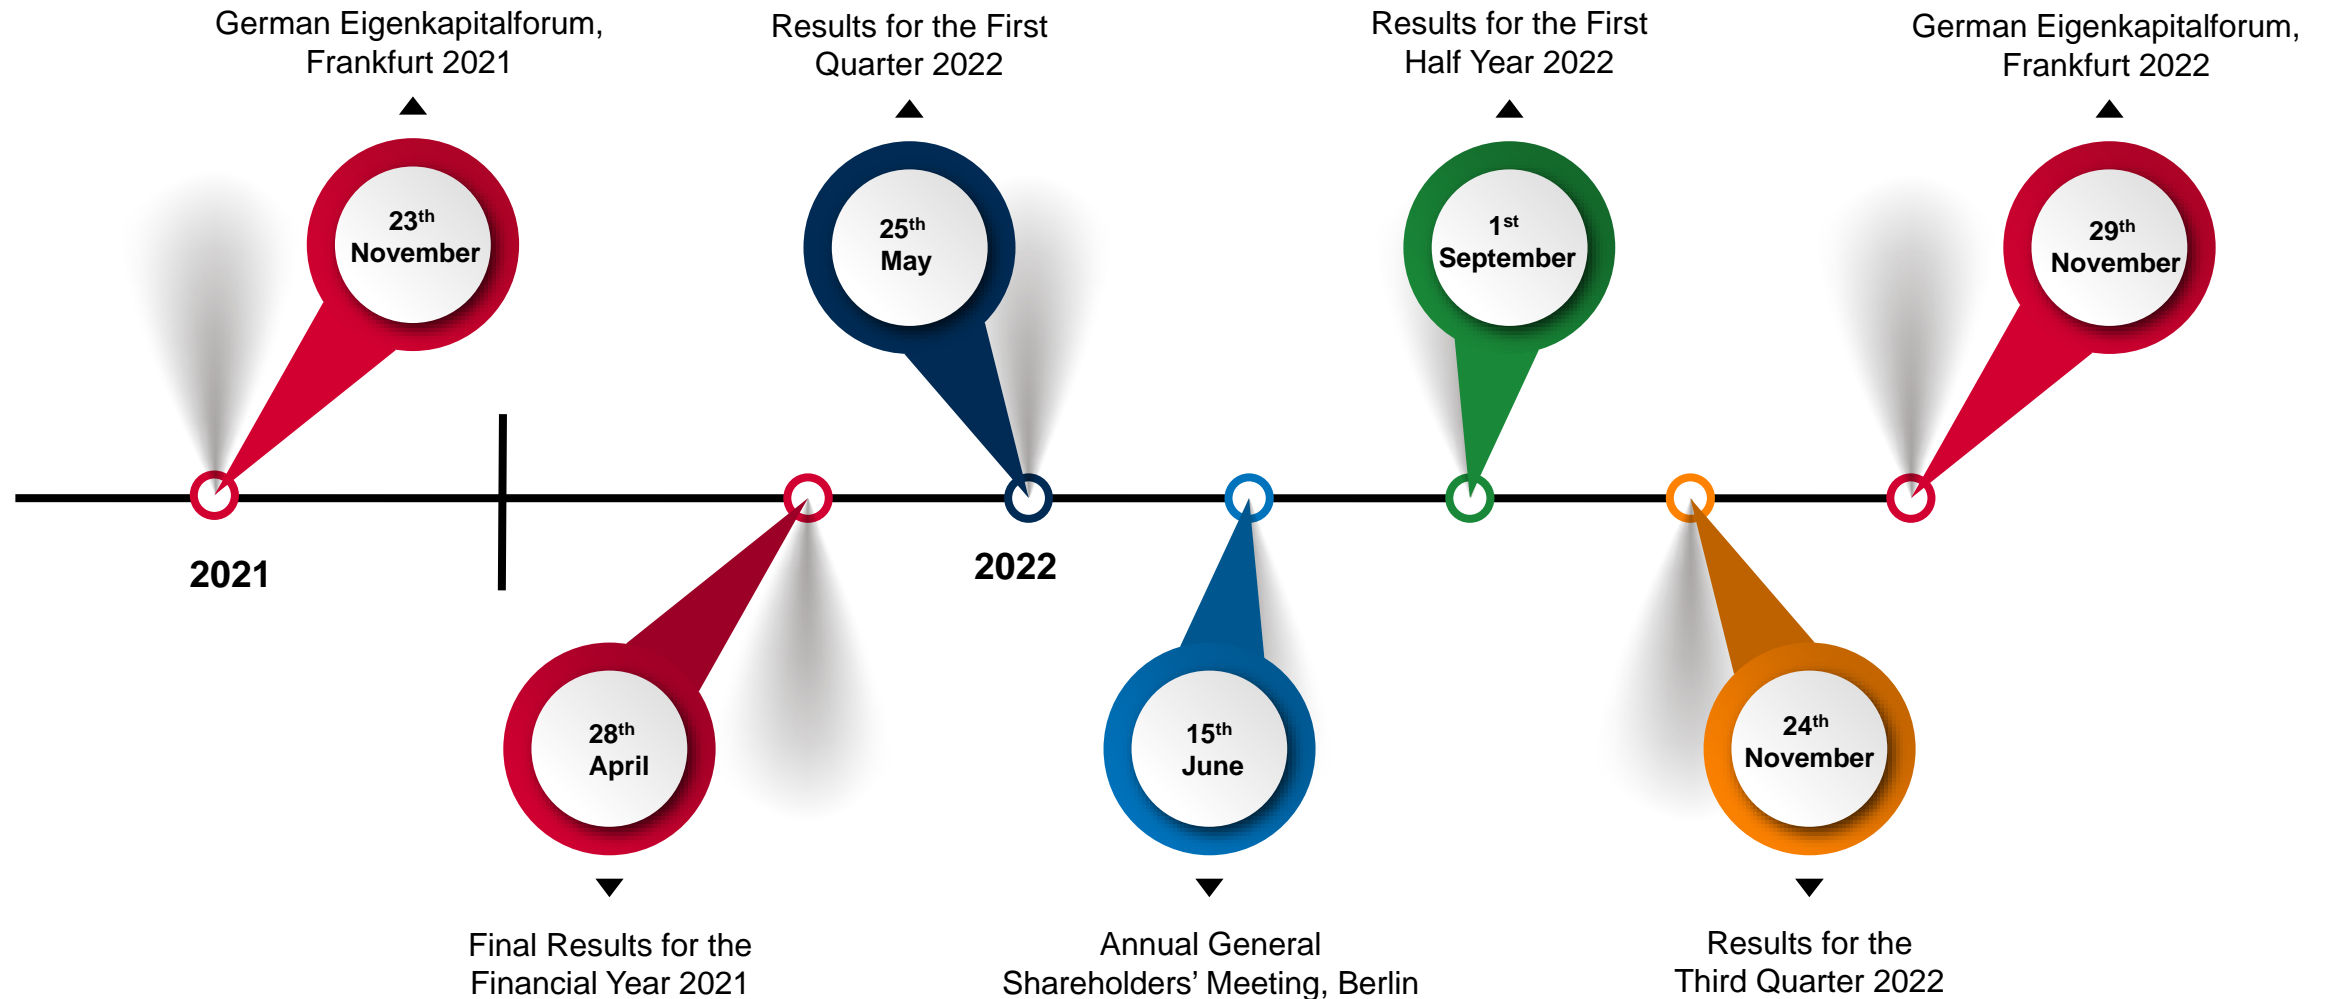 German Eigenkapitalforum,
Frankfurt 2021
Results for the First
Quarter 2022
Results for the First
Half Year 2022
German Eigenkapitalforum,
Frankfurt 2022
23th
November
25th
May
1st
September
29th
November
2021
2022
28th
April
15th
June
24th
November
Final Results for the
Financial Year 2021
Annual General
Shareholders’ Meeting, Berlin
Results for the
Third Quarter 2022